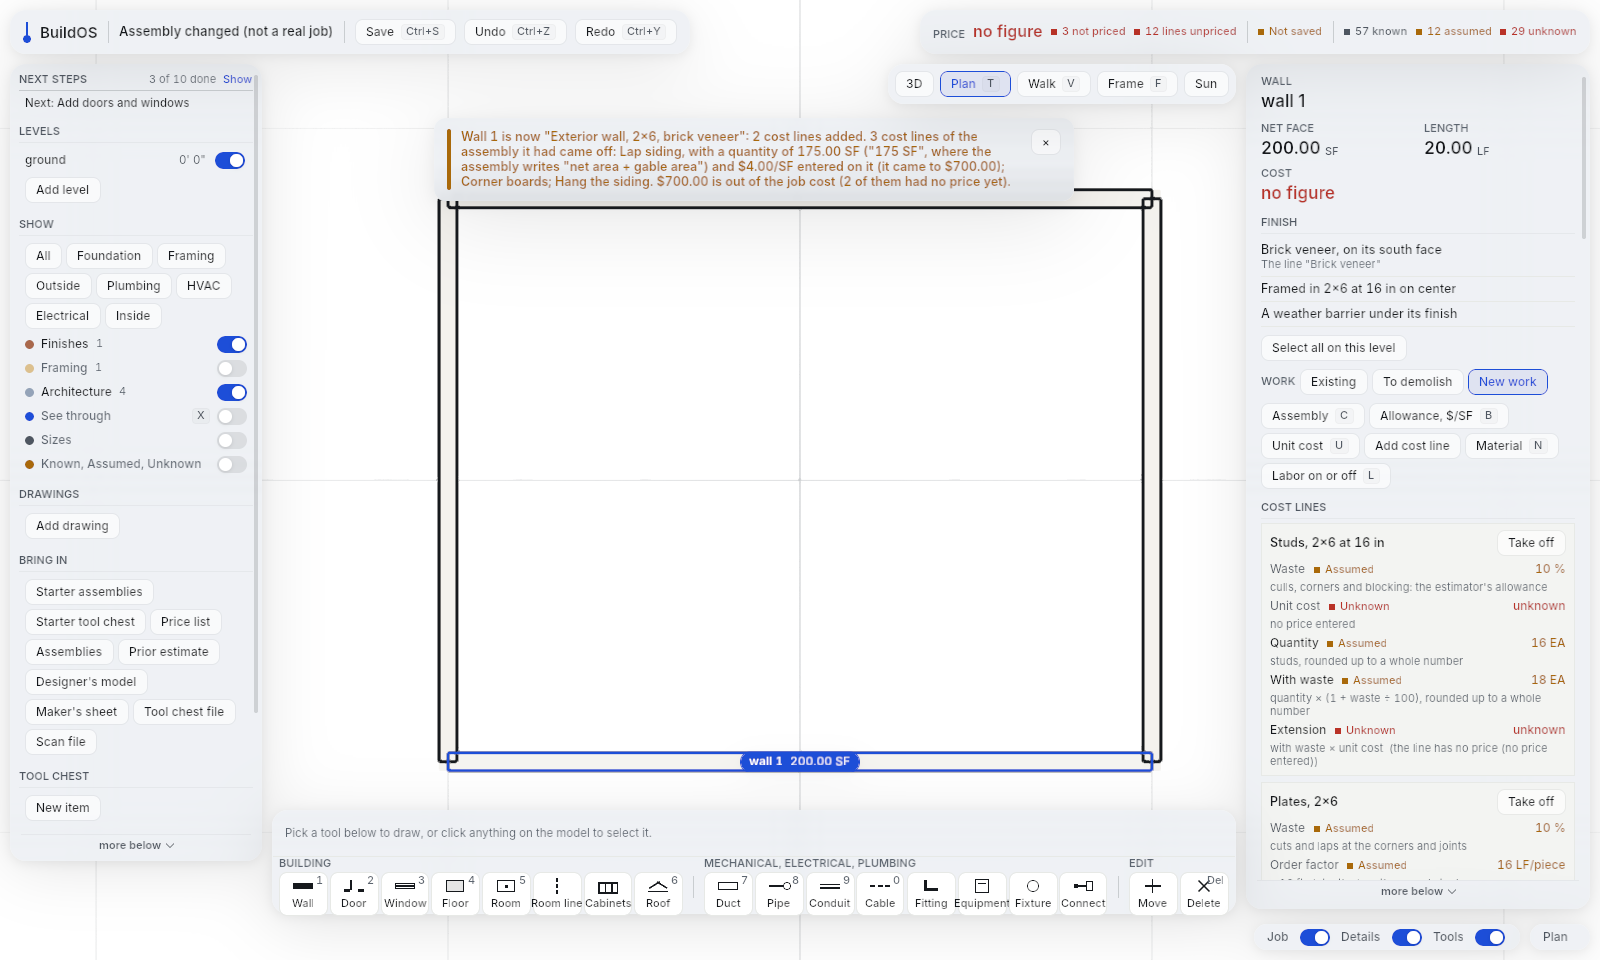 BuildOS
Assembly changed (not a real job)
Save Ctrl+S
Undo Ctrl+Z
Redo Ctrl+Y
PRICE no figure
3 not priced
12 lines unpriced
Not saved
57 known
12 assumed
29 unknown
NEXT STEPS 3 of 10 done Show
Next: Add doors and windows
LEVELS
ground 0' 0"
Add level
SHOW
All Foundation Framing
Outside Plumbing HVAC
Electrical Inside
Finishes 1
Framing 1
Architecture 4
See through X
Sizes
Known, Assumed, Unknown
DRAWINGS
Add drawing
BRING IN
Starter assemblies
Starter tool chest Price list
Assemblies Prior estimate
Designer's model
Maker's sheet Tool chest file
Scan file
TOOL CHEST
New item
more below
3D Plan T Walk V Frame F Sun
Wall 1 is now "Exterior wall, 2×6, brick veneer": 2 cost lines added. 3 cost lines of the
assembly it had came off: Lap siding, with a quantity of 175.00 SF ("175 SF", where the
assembly writes "net area + gable area") and $4.00/SF entered on it (it came to $700.00);
Corner boards; Hang the siding. $700.00 is out of the job cost (2 of them had no price yet).
×
wall 1 200.00 SF
Pick a tool below to draw, or click anything on the model to select it.
BUILDING
Wall 1
Door 2
Window 3
Floor 4
Room 5
Room line
Cabinets
Roof 6
MECHANICAL, ELECTRICAL, PLUMBING
Duct 7
Pipe 8
Conduit 9
Cable 0
Fitting
Equipment
Fixture
Connect
EDIT
Move
Delete Del
WALL
wall 1
NET FACE LENGTH
200.00 SF 20.00 LF
COST
no figure
FINISH
Brick veneer, on its south face
The line "Brick veneer"
Framed in 2×6 at 16 in on center
A weather barrier under its finish
Select all on this level
WORK Existing To demolish New work
Assembly C Allowance, $/SF B
Unit cost U Add cost line Material N
Labor on or off L
COST LINES
Studs, 2×6 at 16 in Take off
Waste Assumed 10 %
culls, corners and blocking: the estimator's allowance
Unit cost Unknown unknown
no price entered
Quantity Assumed 16 EA
studs, rounded up to a whole number
With waste Assumed 18 EA
quantity × (1 + waste ÷ 100), rounded up to a whole
number
Extension Unknown unknown
with waste × unit cost (the line has no price (no price
entered))
Plates, 2×6 Take off
Waste Assumed 10 %
cuts and laps at the corners and joints
Order factor Assumed 16 LF/piece
more below
Job Details Tools Plan